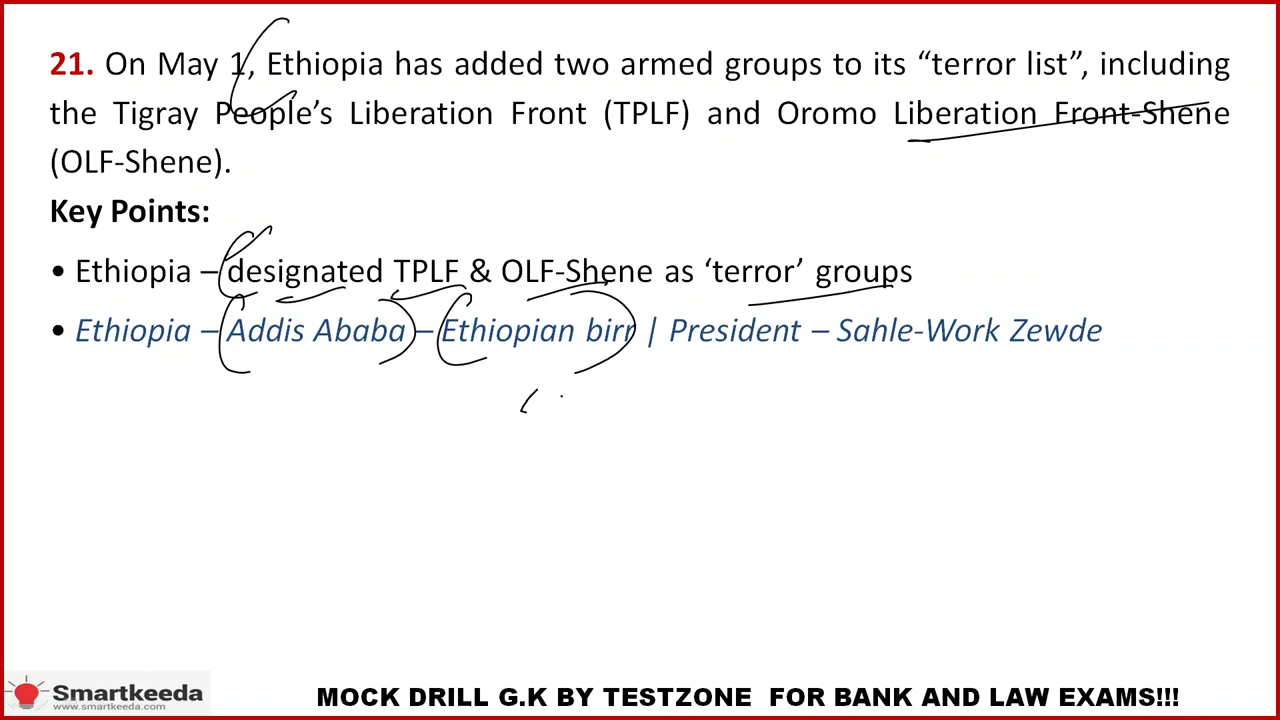 21. On May 1, Ethiopia has added two armed groups to its “terror list”, including
the Tigray People’s Liberation Front (TPLF) and Oromo Liberation Front-Shene
(OLF-Shene).
Key Points:
• Ethiopia – designated TPLF & OLF-Shene as ‘terror’ groups
• Ethiopia – Addis Ababa – Ethiopian birr | President – Sahle-Work Zewde
Smartkeeda
www.smartkeeda.com
MOCK DRILL G.K BY TESTZONE FOR BANK AND LAW EXAMS!!!